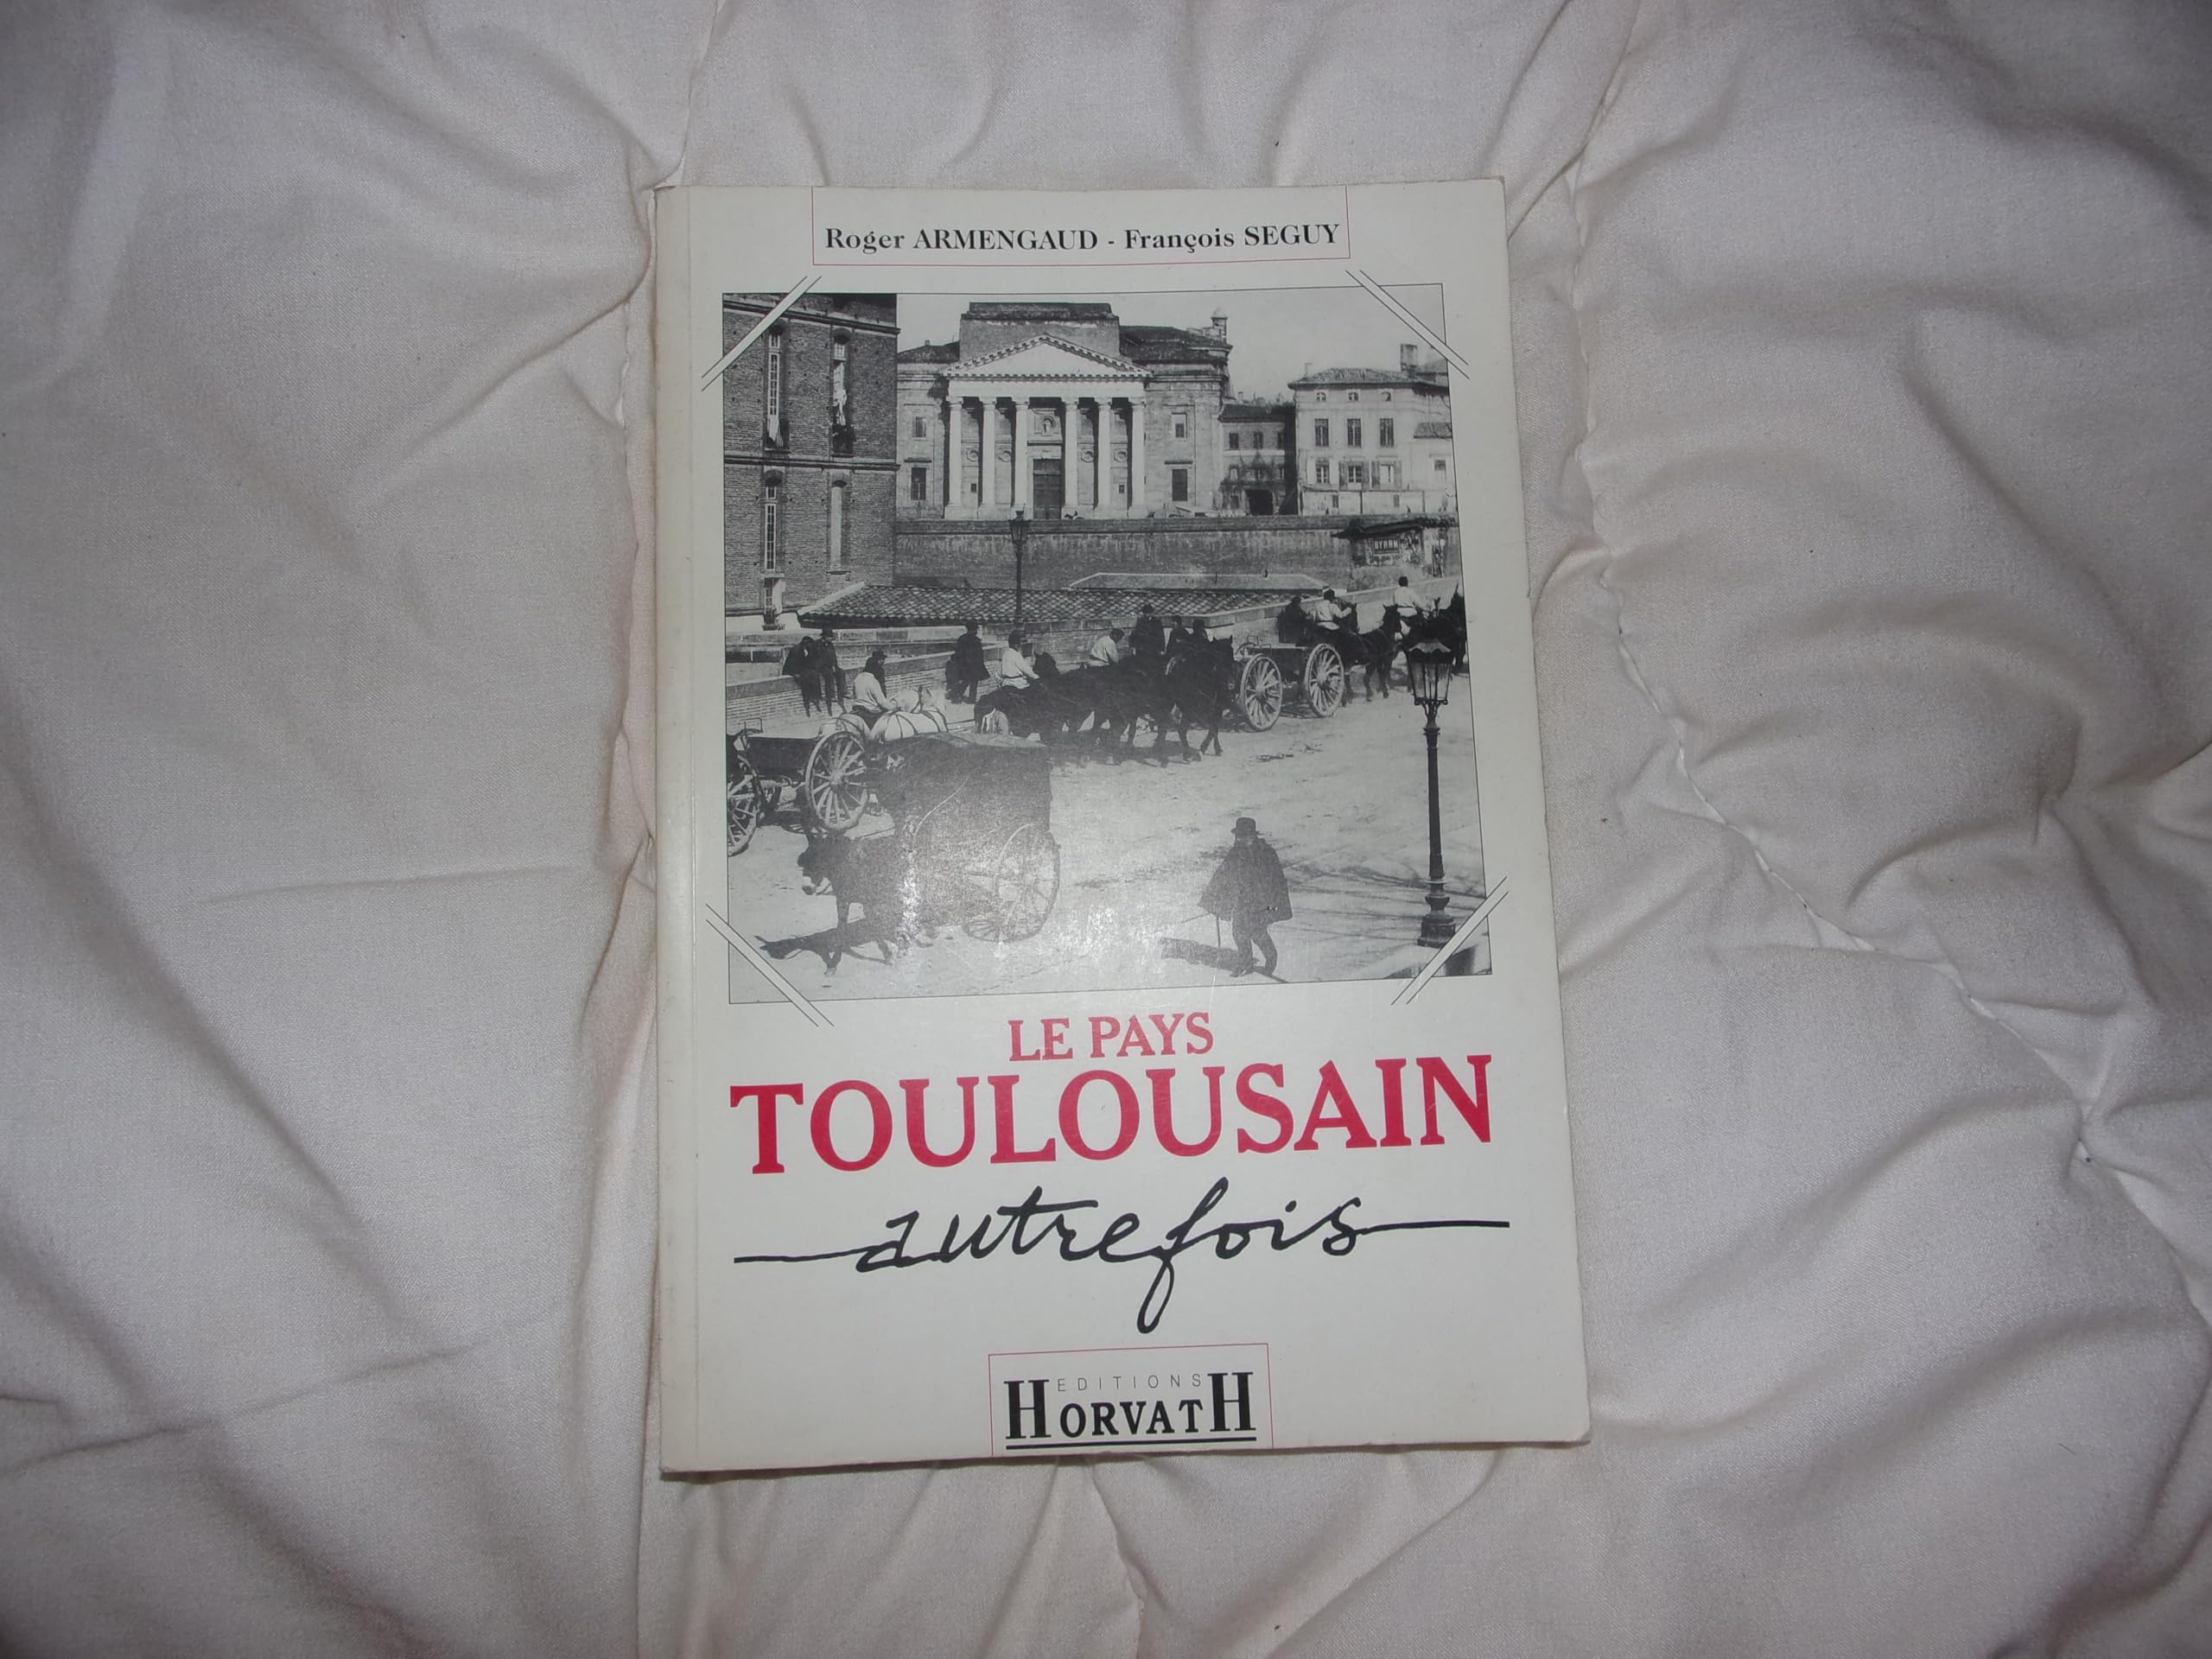 Roger ARMENGAUD - François SEGUY
LE PAYS
TOULOUSAIN
autrefois
EDITIONS
HORVATH